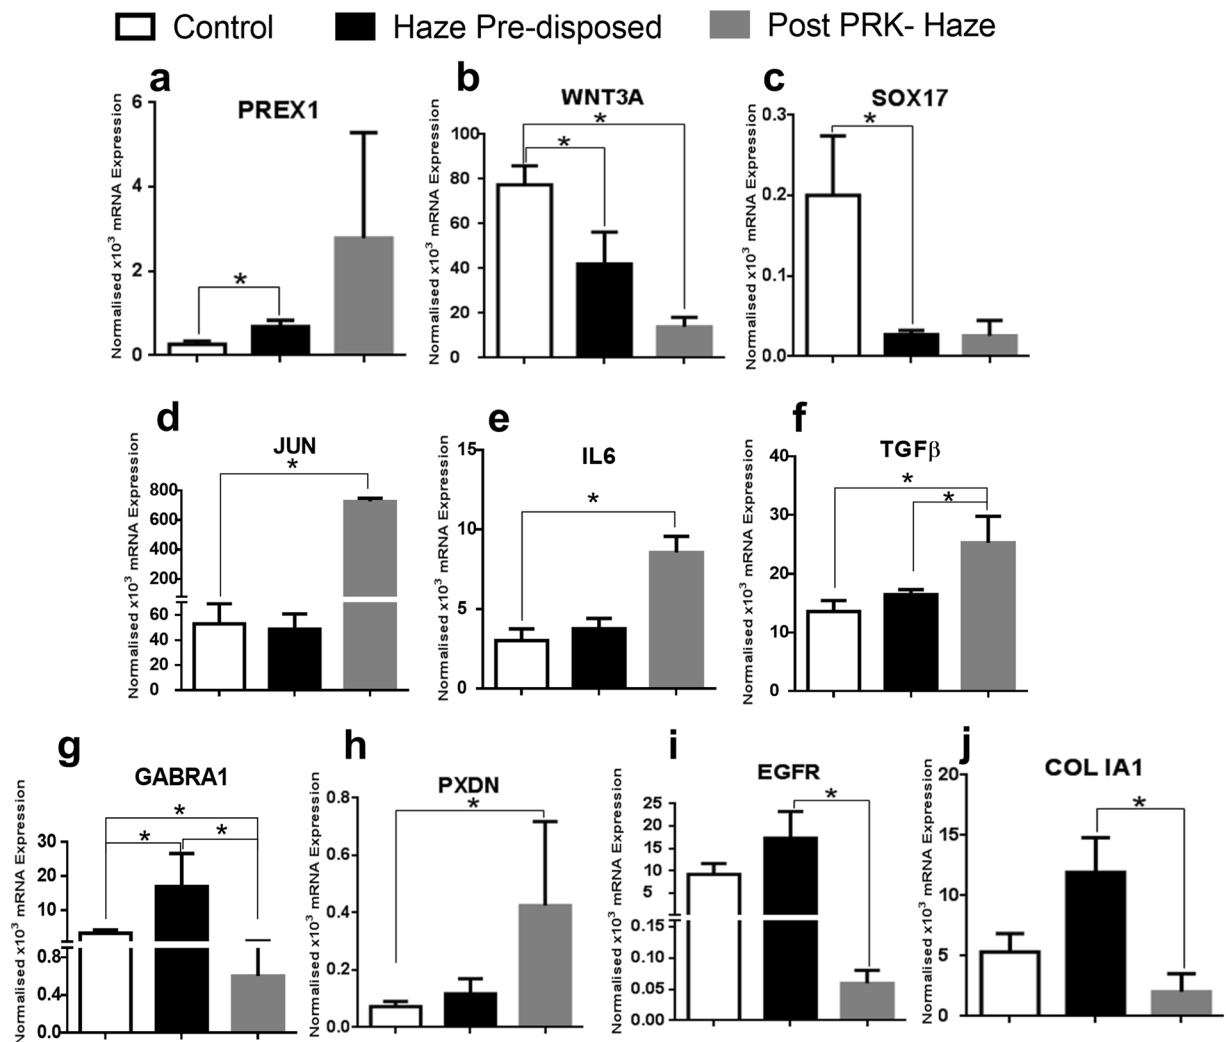 Control Haze Pre-disposed Post PRK- Haze
a
PREX1
Normalised x10³ mRNA Expression
6
4
2
0
*
b
WNT3A
Normalised x10³ mRNA Expression
100
80
60
40
20
0
*
*
c
SOX17
Normalised x10³ mRNA Expression
0.3
0.2
0.1
0.0
*
d
JUN
Normalised x10³ mRNA Expression
800
600
400
200
60
40
20
0
*
e
IL6
Normalised x10³ mRNA Expression
15
10
5
0
*
f
TGFβ
Normalised x10³ mRNA Expression
40
30
20
10
0
*
*
g
GABRA1
Normalised x10³ mRNA Expression
30
20
10
0.8
0.4
0.0
*
*
*
h
PXDN
Normalised x10³ mRNA Expression
0.8
0.6
0.4
0.2
0.0
*
i
EGFR
Normalised x10³ mRNA Expression
25
20
15
10
5
0.15
0.10
0.05
0.00
*
j
COL IA1
Normalised x10³ mRNA Expression
20
15
10
5
0
*